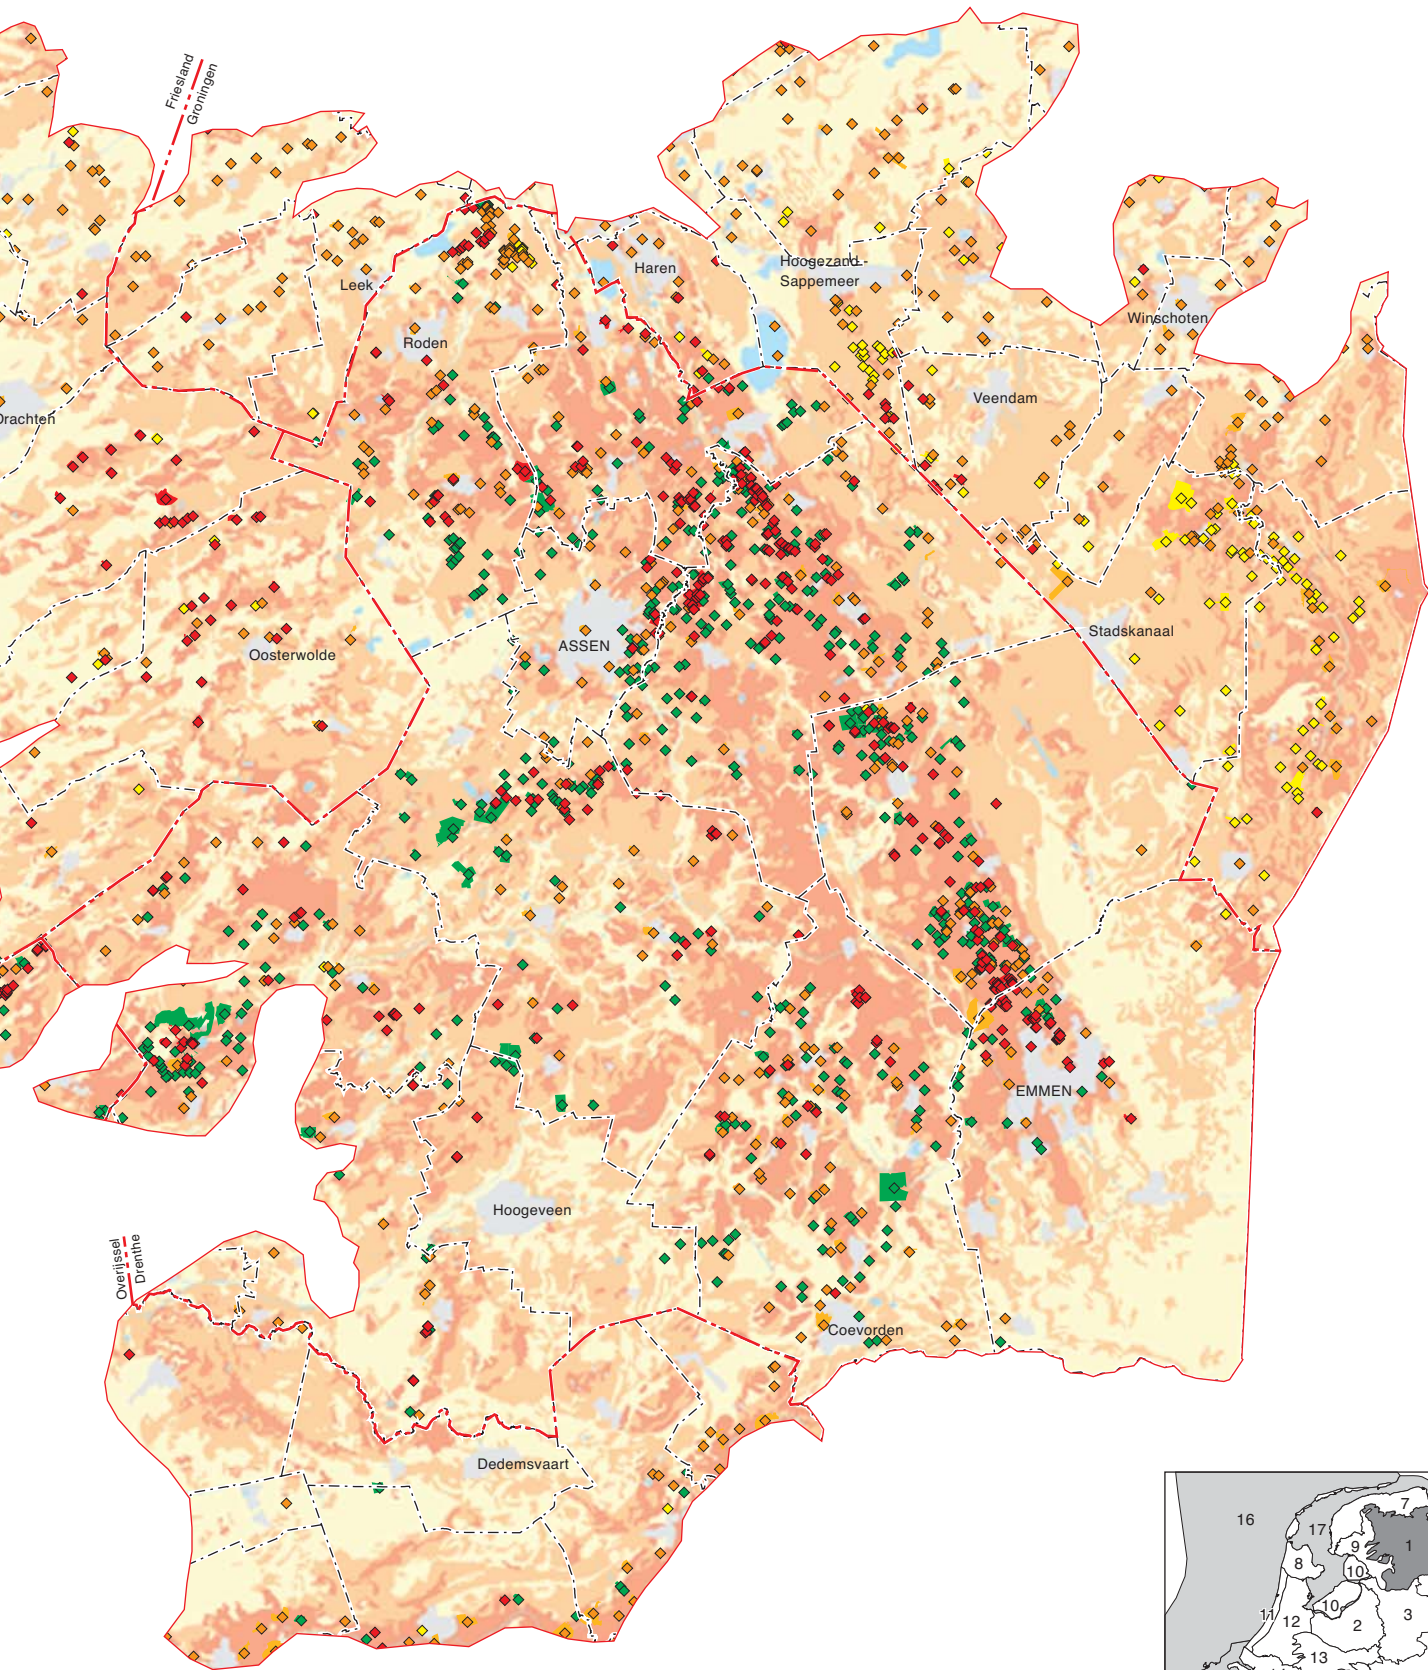 Friesland
Groningen
Haren
Hoogezand-
Sappemeer
Leek
Winschoten
Roden
Veendam
Drachten
Stadskanaal
ASSEN
Oosterwolde
EMMEN
Hoogeveen
Overijssel
Drenthe
Coevorden
Dedemsvaart
7
16
17
9
1
8
10
10
11
12
2
3
13